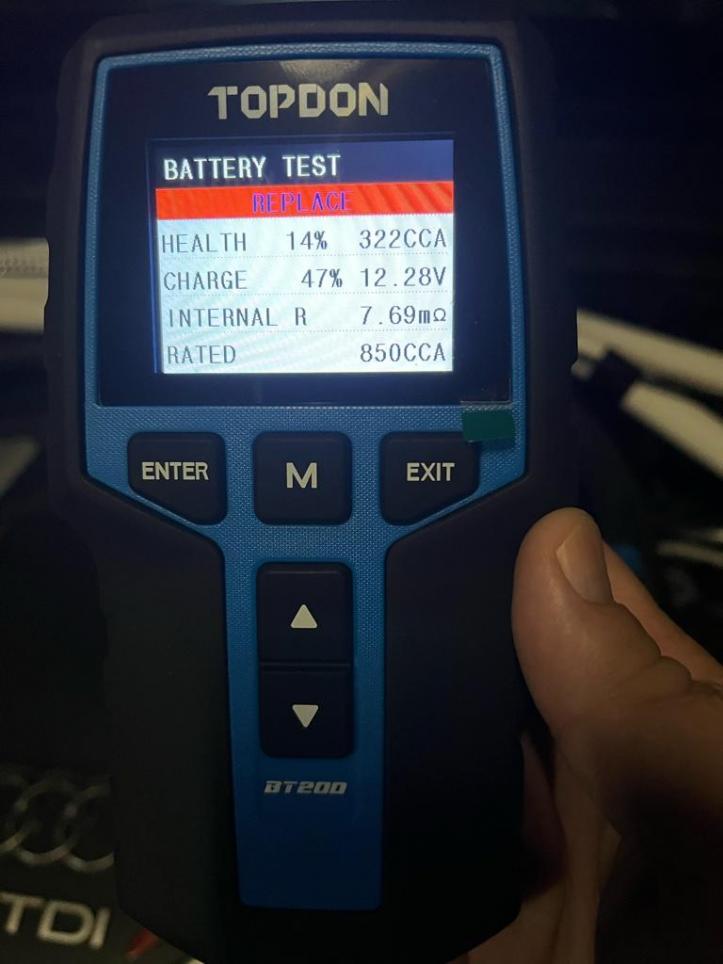 TOPDON
BATTERY TEST
REPLACE
HEALTH 14% 322CCA
CHARGE 47% 12.28V
INTERNAL R 7.69mΩ
RATED 850CCA
ENTER M EXIT
▲
▼
BT200
TDI